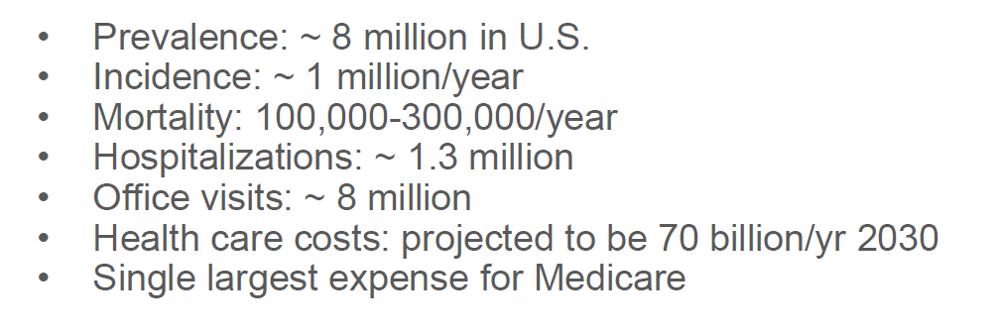 • Prevalence: ~ 8 million in U.S.
• Incidence: ~ 1 million/year
• Mortality: 100,000-300,000/year
• Hospitalizations: ~ 1.3 million
• Office visits: ~ 8 million
• Health care costs: projected to be 70 billion/yr 2030
• Single largest expense for Medicare